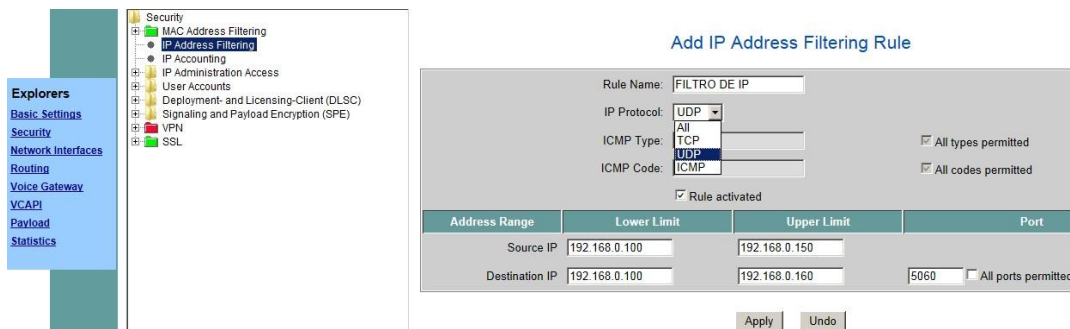 Explorers
Basic Settings
Security
Network Interfaces
Routing
Voice Gateway
VCAPI
Payload
Statistics
Security
MAC Address Filtering
IP Address Filtering
IP Accounting
IP Administration Access
User Accounts
Deployment- and Licensing-Client (DLSC)
Signaling and Payload Encryption (SPE)
VPN
SSL
Add IP Address Filtering Rule
Rule Name: FILTRO DE IP
IP Protocol: UDP
All
TCP
UDP
ICMP
ICMP Type: All types permitted
ICMP Code: All codes permitted
Rule activated
Address Range Lower Limit Upper Limit Port
Source IP 192.168.0.100 192.168.0.150
Destination IP 192.168.0.100 192.168.0.160 5060 All ports permitted
Apply Undo